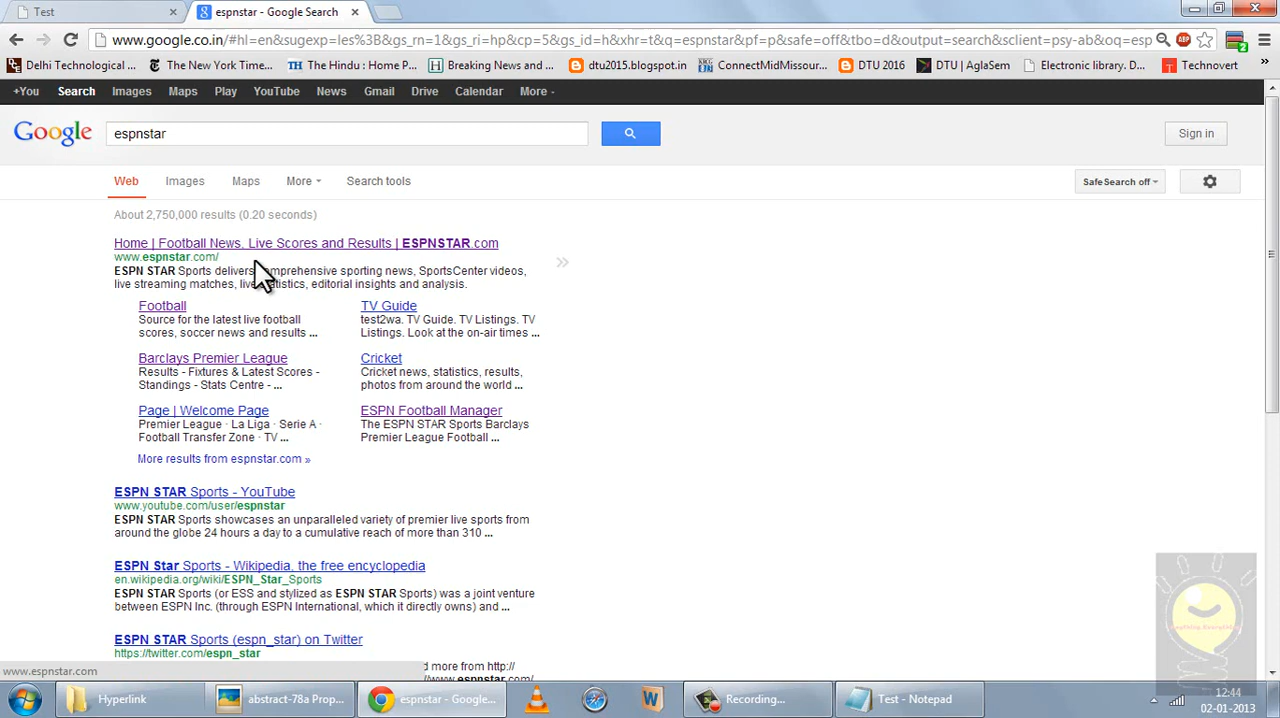 Test
espnstar - Google Search
www.google.co.in/#hl=en&sugexp=les%3B&gs_rn=1&gs_ri=hp&cp=5&gs_id=h&xhr=t&q=espnstar&pf=p&safe=off&tbo=d&output=search&sclient=psy-ab&oq=esp
Delhi Technological ...
The New York Time...
The Hindu : Home P...
Breaking News and ...
dtu2015.blogspot.in
ConnectMidMissour...
DTU 2016
DTU | AglaSem
Electronic library. D...
Technovert
+You Search Images Maps Play YouTube News Gmail Drive Calendar More
Google espnstar Sign in
Web Images Maps More Search tools SafeSearch off
About 2,750,000 results (0.20 seconds)
Home | Football News, Live Scores and Results | ESPNSTAR.com
www.espnstar.com/
ESPN STAR Sports delivers comprehensive sporting news, SportsCenter videos,
live streaming matches, live statistics, editorial insights and analysis.
Football
Source for the latest live football
scores, soccer news and results ...
TV Guide
test2wa. TV Guide. TV Listings. TV
Listings. Look at the on-air times ...
Barclays Premier League
Results - Fixtures & Latest Scores -
Standings - Stats Centre - ...
Cricket
Cricket news, statistics, results,
photos from around the world ...
Page | Welcome Page
Premier League · La Liga · Serie A ·
Football Transfer Zone · TV ...
ESPN Football Manager
The ESPN STAR Sports Barclays
Premier League Football ...
More results from espnstar.com »
ESPN STAR Sports - YouTube
www.youtube.com/user/espnstar
ESPN STAR Sports showcases an unparalleled variety of premier live sports from
around the globe 24 hours a day to a cumulative reach of more than 310 ...
ESPN Star Sports - Wikipedia, the free encyclopedia
en.wikipedia.org/wiki/ESPN_Star_Sports
ESPN STAR Sports (or ESS and stylized as ESPN STAR Sports) was a joint venture
between ESPN Inc. (through ESPN International, which it directly owns) and ...
ESPN STAR Sports (espn_star) on Twitter
https://twitter.com/espn_star
d more from http://
www.espnstar.com
Hyperlink
abstract-78a Prop...
espnstar - Google...
Recording...
Test - Notepad
12:44
02-01-2013